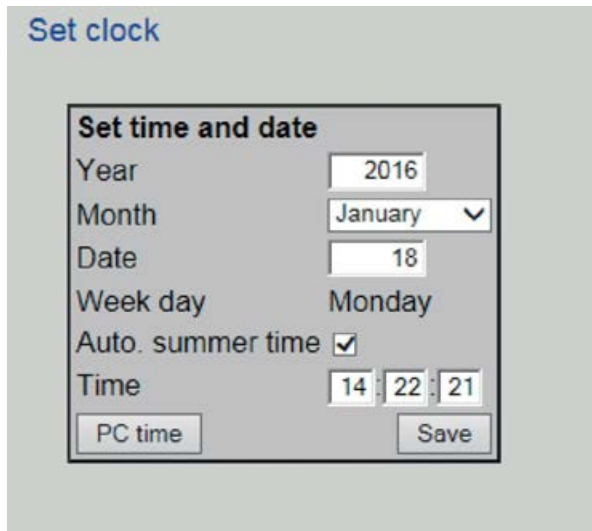 Set clock
Set time and date
Year 2016
Month January
Date 18
Week day Monday
Auto. summer time
Time 14 : 22 : 21
PC time Save